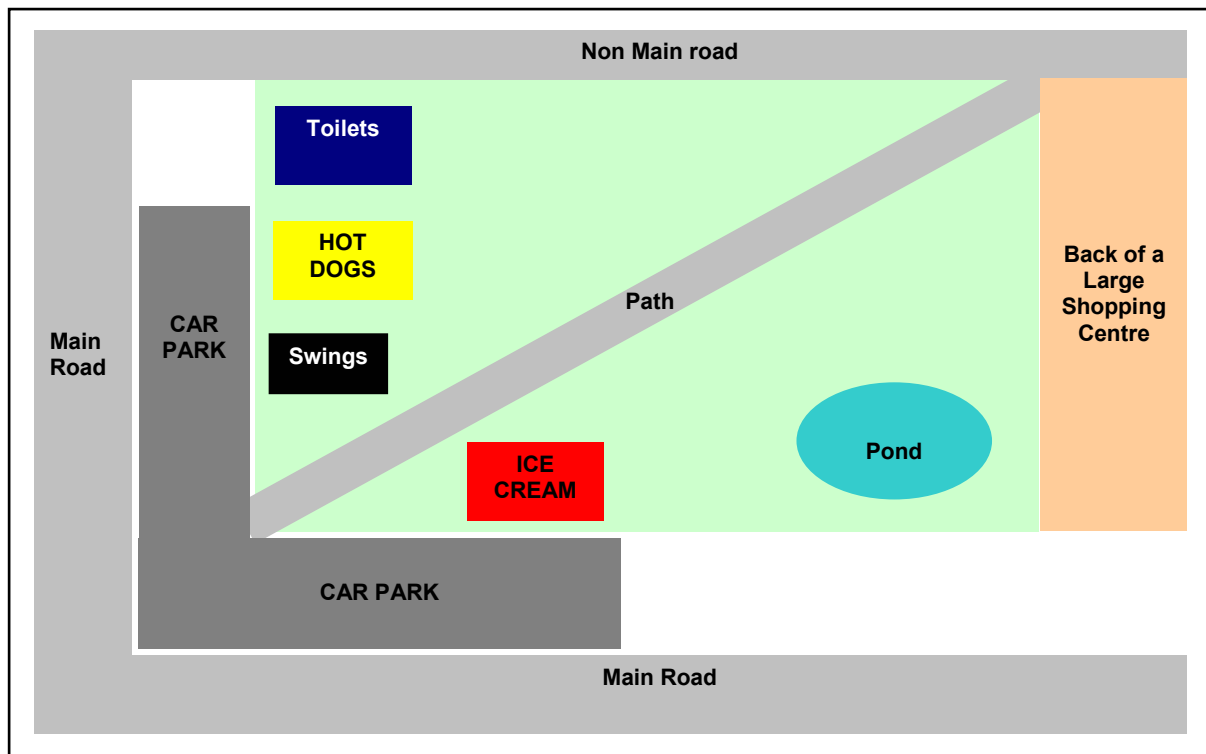 Non Main road
Toilets
HOT
DOGS
Path
Back of a
Large
Shopping
Centre
CAR
PARK
Main
Road
Swings
ICE
CREAM
Pond
CAR PARK
Main Road